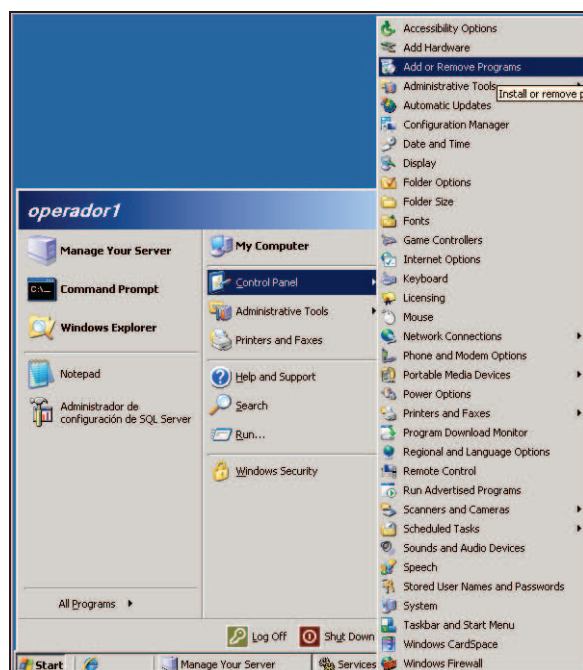 operador1
Manage Your Server
C:\_
Command Prompt
Windows Explorer
Notepad
Administrador de
configuración de SQL Server
All Programs
My Computer
Control Panel
Administrative Tools
Printers and Faxes
Help and Support
Search
Run...
Windows Security
Log Off
Shut Down
Start
Manage Your Server
Services
Accessibility Options
Add Hardware
Add or Remove Programs
Administrative Tools
Install or remove p
Automatic Updates
Configuration Manager
Date and Time
Display
Folder Options
Folder Size
Fonts
Game Controllers
Internet Options
Keyboard
Licensing
Mouse
Network Connections
Phone and Modem Options
Portable Media Devices
Power Options
Printers and Faxes
Program Download Monitor
Regional and Language Options
Remote Control
Run Advertised Programs
Scanners and Cameras
Scheduled Tasks
Sounds and Audio Devices
Speech
Stored User Names and Passwords
System
Taskbar and Start Menu
Windows CardSpace
Windows Firewall